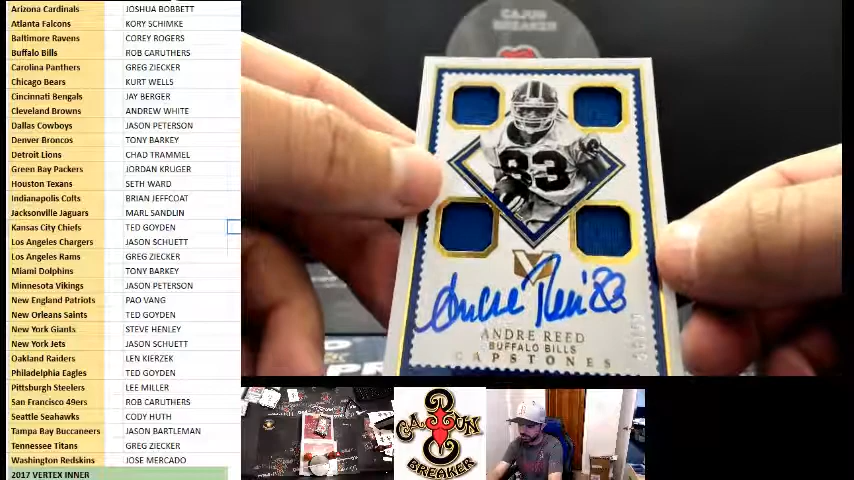 Arizona Cardinals JOSHUA BOBBETT
Atlanta Falcons KORY SCHIMKE
Baltimore Ravens COREY ROGERS
Buffalo Bills ROB CARUTHERS
Carolina Panthers GREG ZIECKER
Chicago Bears KURT WELLS
Cincinnati Bengals JAY BERGER
Cleveland Browns ANDREW WHITE
Dallas Cowboys JASON PETERSON
Denver Broncos TONY BARKEY
Detroit Lions CHAD TRAMMEL
Green Bay Packers JORDAN KRUGER
Houston Texans SETH WARD
Indianapolis Colts BRIAN JEFFCOAT
Jacksonville Jaguars MARL SANDLIN
Kansas City Chiefs TED GOYDEN
Los Angeles Chargers JASON SCHUETT
Los Angeles Rams GREG ZIECKER
Miami Dolphins TONY BARKEY
Minnesota Vikings JASON PETERSON
New England Patriots PAO VANG
New Orleans Saints TED GOYDEN
New York Giants STEVE HENLEY
New York Jets JASON SCHUETT
Oakland Raiders LEN KIERZEK
Philadelphia Eagles TED GOYDEN
Pittsburgh Steelers LEE MILLER
San Francisco 49ers ROB CARUTHERS
Seattle Seahawks CODY HUTH
Tampa Bay Buccaneers JASON BARTLEMAN
Tennessee Titans GREG ZIECKER
Washington Redskins JOSE MERCADO
2017 VERTEX INNER
CAJUN
BREAKER
83
V
Andre Reed 83
ANDRE REED
BUFFALO BILLS
CAPSTONES
CAJUN
BREAKER